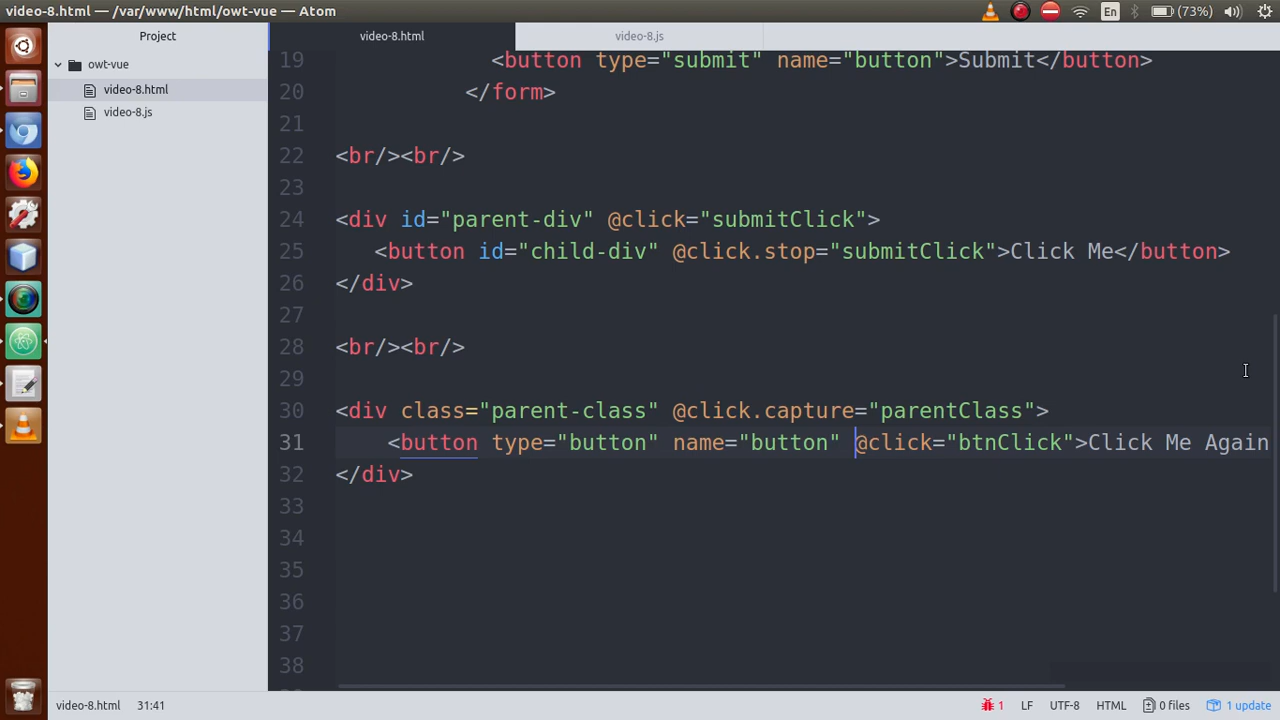 video-8.html — /var/www/html/owt-vue — Atom
En
(73%)
Project
video-8.html
video-8.js
owt-vue
video-8.html
video-8.js
19 <button type="submit" name="button">Submit</button>
20 </form>
21
22 <br/><br/>
23
24 <div id="parent-div" @click="submitClick">
25 <button id="child-div" @click.stop="submitClick">Click Me</button>
26 </div>
27
28 <br/><br/>
29
30 <div class="parent-class" @click.capture="parentClass">
31 <button type="button" name="button" @click="btnClick">Click Me Again
32 </div>
33
34
35
36
37
38
video-8.html 31:41
1 LF UTF-8 HTML 0 files 1 update